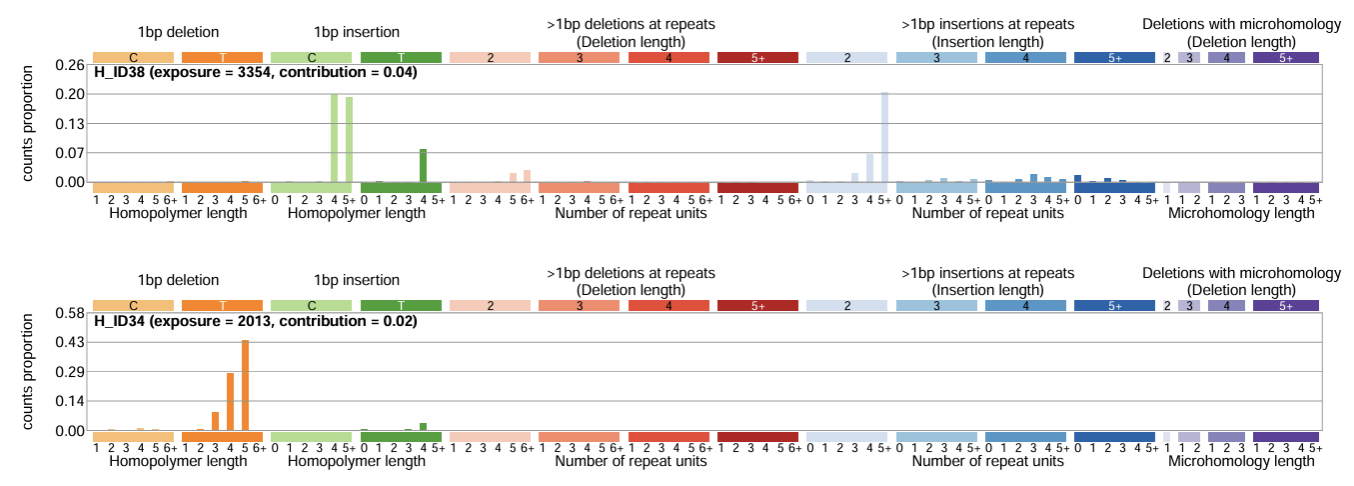 1bp deletion 1bp insertion >1bp deletions at repeats >1bp insertions at repeats Deletions with microhomology
(Deletion length) (Insertion length) (Deletion length)
C T C T 2 3 4 5+ 2 3 4 5+ 2 3 4 5+
0.26
H_ID38 (exposure = 3354, contribution = 0.04)
0.20
0.13
0.07
0.00
counts proportion
1 2 3 4 5 6+ 1 2 3 4 5 6+ 0 1 2 3 4 5+ 0 1 2 3 4 5+ 1 2 3 4 5 6+ 1 2 3 4 5 6+ 1 2 3 4 5 6+ 1 2 3 4 5 6+ 0 1 2 3 4 5+ 0 1 2 3 4 5+ 0 1 2 3 4 5+ 0 1 2 3 4 5+ 1 1 2 1 2 3 1 2 3 4 5+
Homopolymer length Homopolymer length Number of repeat units Number of repeat units Microhomology length
1bp deletion 1bp insertion >1bp deletions at repeats >1bp insertions at repeats Deletions with microhomology
(Deletion length) (Insertion length) (Deletion length)
C T C T 2 3 4 5+ 2 3 4 5+ 2 3 4 5+
0.58
H_ID34 (exposure = 2013, contribution = 0.02)
0.43
0.29
0.14
0.00
counts proportion
1 2 3 4 5 6+ 1 2 3 4 5 6+ 0 1 2 3 4 5+ 0 1 2 3 4 5+ 1 2 3 4 5 6+ 1 2 3 4 5 6+ 1 2 3 4 5 6+ 1 2 3 4 5 6+ 0 1 2 3 4 5+ 0 1 2 3 4 5+ 0 1 2 3 4 5+ 0 1 2 3 4 5+ 1 1 2 1 2 3 1 2 3 4 5+
Homopolymer length Homopolymer length Number of repeat units Number of repeat units Microhomology length